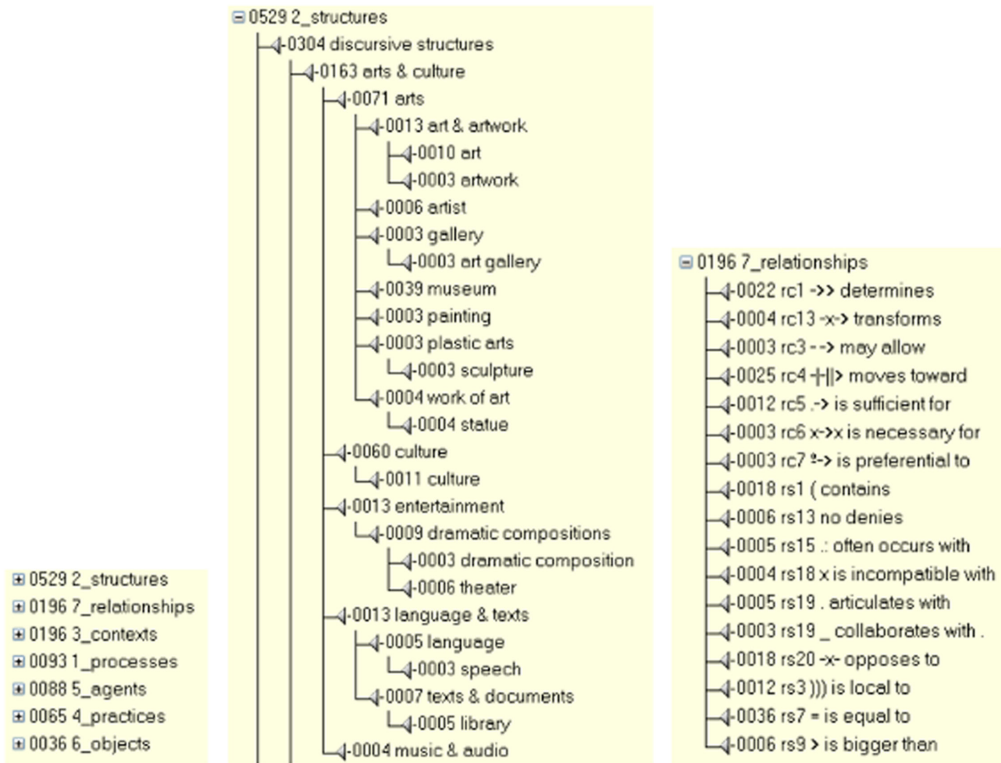 0529 2_structures
0196 7_relationships
0196 3_contexts
0093 1_processes
0088 5_agents
0065 4_practices
0036 6_objects
0529 2_structures
0304 discursive structures
0163 arts & culture
0071 arts
0013 art & artwork
0010 art
0003 artwork
0006 artist
0003 gallery
0003 art gallery
0039 museum
0003 painting
0003 plastic arts
0003 sculpture
0004 work of art
0004 statue
0060 culture
0011 culture
0013 entertainment
0009 dramatic compositions
0003 dramatic composition
0006 theater
0013 language & texts
0005 language
0003 speech
0007 texts & documents
0005 library
0004 music & audio
0196 7_relationships
0022 rc1 ->> determines
0004 rc13 -x-> transforms
0003 rc3 --> may allow
0025 rc4 -|-||> moves toward
0012 rc5 .-> is sufficient for
0003 rc6 x->x is necessary for
0003 rc7 -> is preferential to
0018 rs1 ( contains
0006 rs13 no denies
0005 rs15 .: often occurs with
0004 rs18 x is incompatible with
0005 rs19 . articulates with
0003 rs19 _ collaborates with .
0018 rs20 -x- opposes to
0012 rs3 ))) is local to
0036 rs7 = is equal to
0006 rs9 > is bigger than